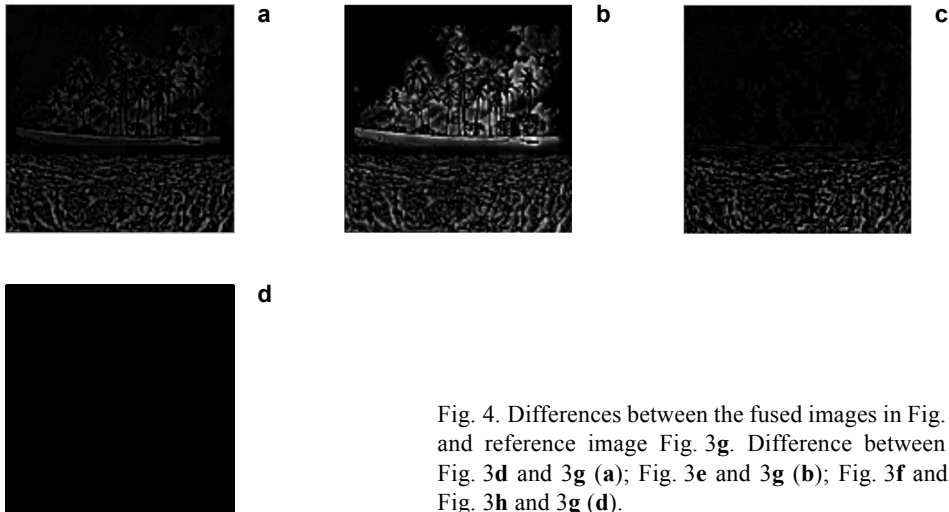 a
b
c
d
Fig. 4. Differences between the fused images in Fig.
and reference image Fig. 3g. Difference between
Fig. 3d and 3g (a); Fig. 3e and 3g (b); Fig. 3f and
Fig. 3h and 3g (d).